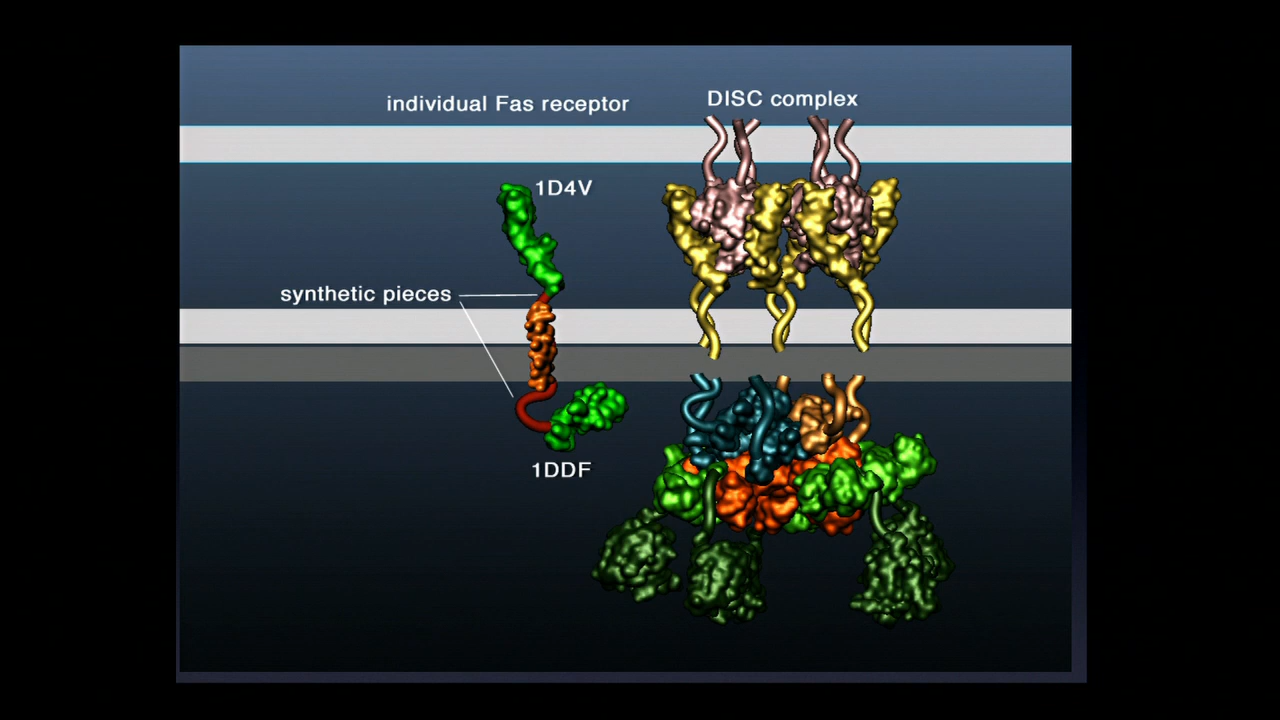 individual Fas receptor
DISC complex
1D4V
synthetic pieces
1DDF